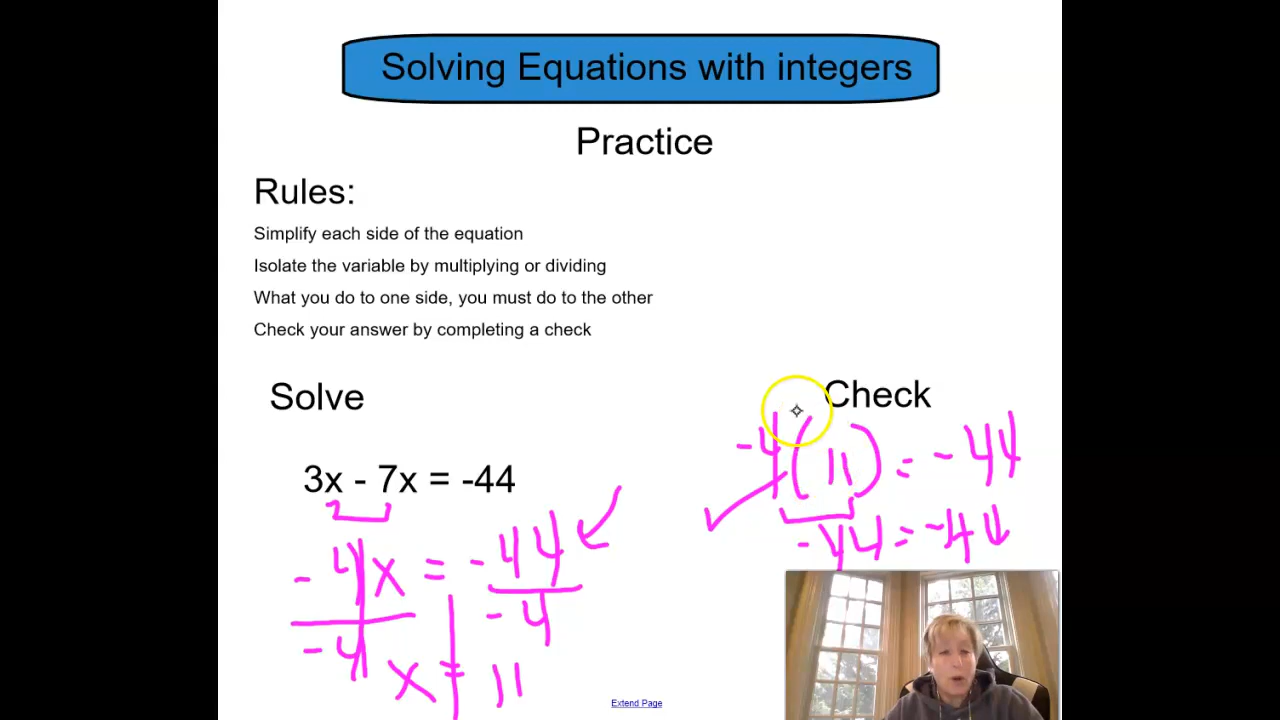 Solving Equations with integers
Practice
Rules:
Simplify each side of the equation
Isolate the variable by multiplying or dividing
What you do to one side, you must do to the other
Check your answer by completing a check
Solve
Check
3x - 7x = -44
-4x = -44
-4 -4
x = 11
-4(11) = -44
-44 = -44
Extend Page